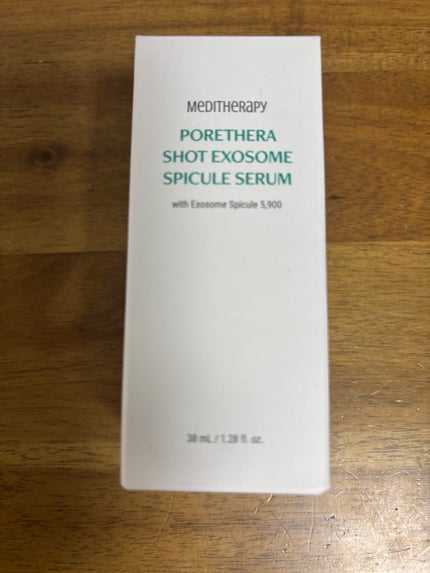 MEDITHERAPY
PORETHERA
SHOT EXOSOME
SPICULE SERUM
with Exosome Spicule 5,900
38 mL / 1.28 fl. oz.